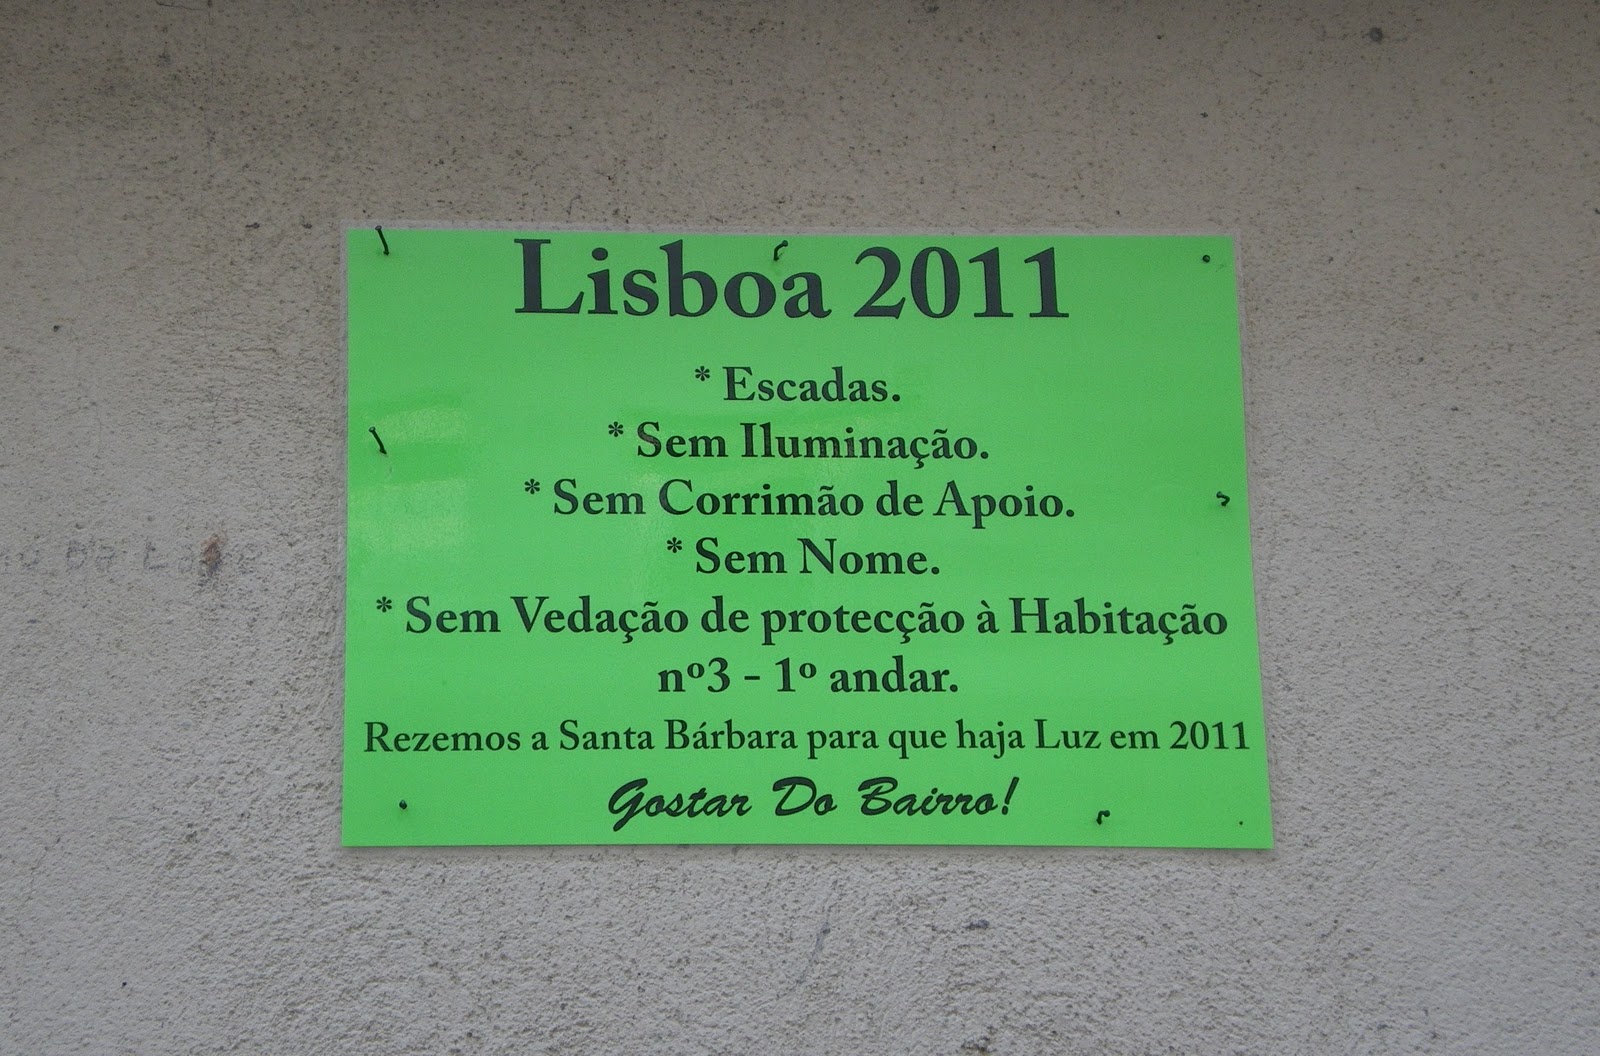 Lisboa 2011
* Escadas.
* Sem Iluminação.
* Sem Corrimão de Apoio.
* Sem Nome.
* Sem Vedação de protecção à Habitação
nº3 - 1º andar.
Rezemos a Santa Bárbara para que haja Luz em 2011
Gostar Do Bairro!